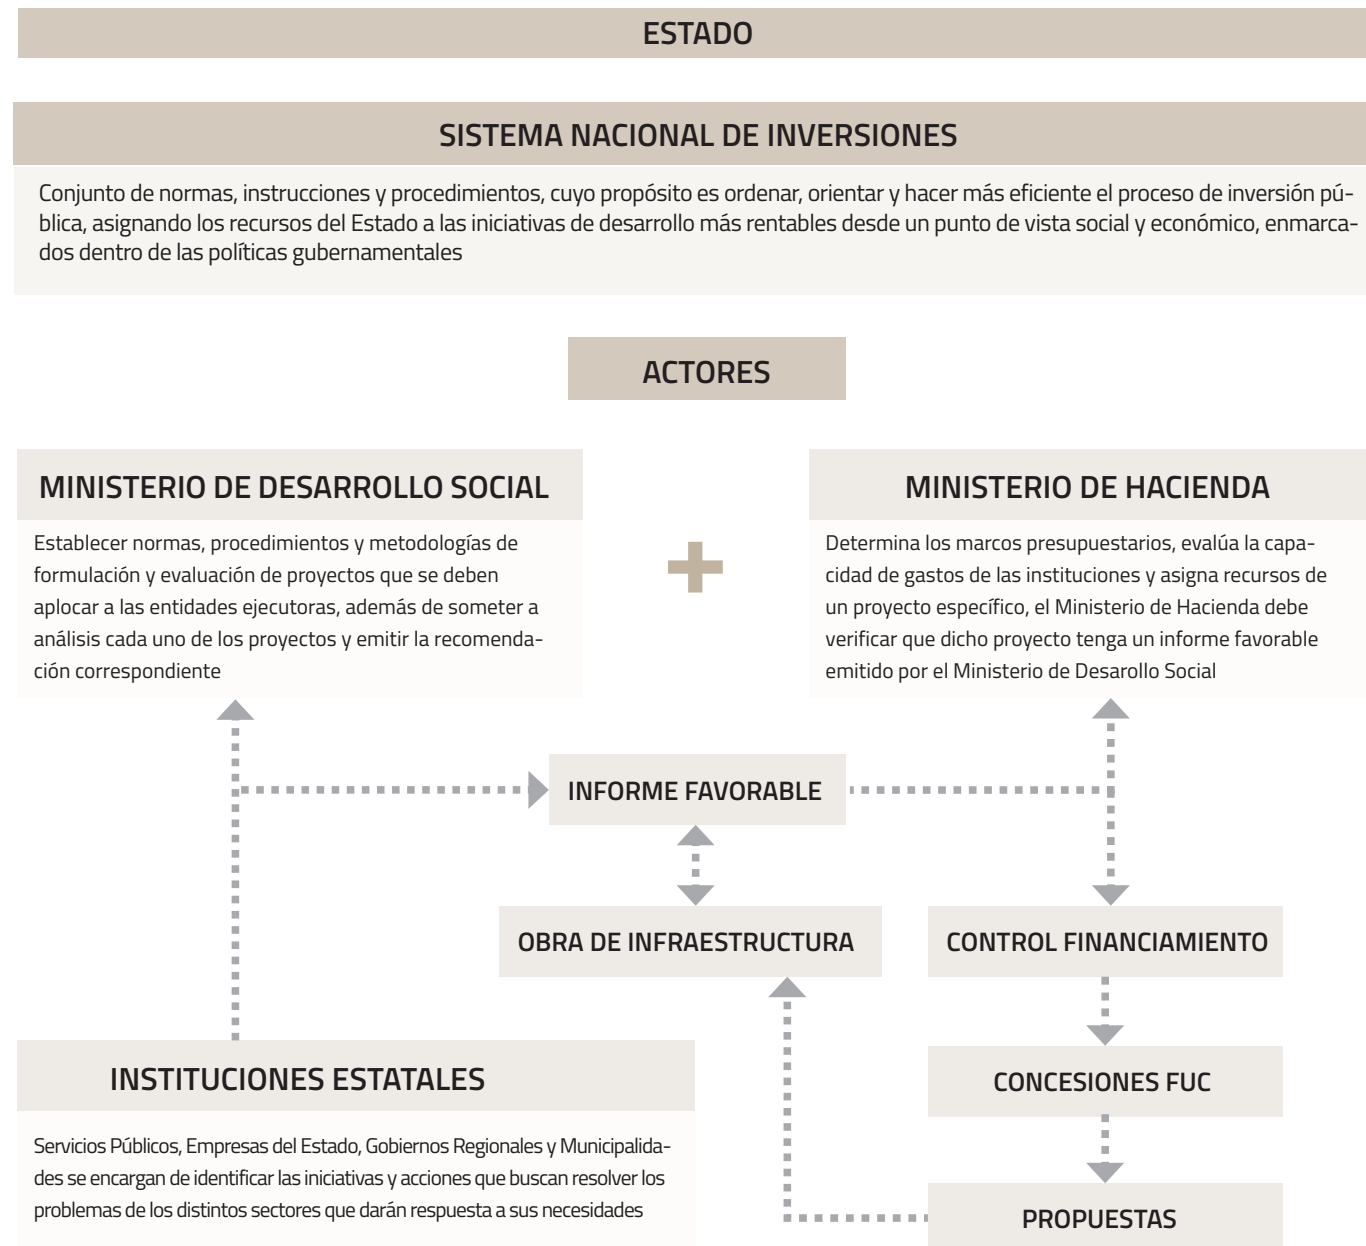 ESTADO
SISTEMA NACIONAL DE INVERSIONES
Conjunto de normas, instrucciones y procedimientos, cuyo propósito es ordenar, orientar y hacer más eficiente el proceso de inversión pú-
blica, asignando los recursos del Estado a las iniciativas de desarrollo más rentables desde un punto de vista social y económico, enmarca-
dos dentro de las políticas gubernamentales
ACTORES
MINISTERIO DE DESARROLLO SOCIAL
Establecer normas, procedimientos y metodologías de
formulación y evaluación de proyectos que se deben
aplocar a las entidades ejecutoras, además de someter a
análisis cada uno de los proyectos y emitir la recomenda-
ción correspondiente
MINISTERIO DE HACIENDA
Determina los marcos presupuestarios, evalúa la capa-
cidad de gastos de las instituciones y asigna recursos de
un proyecto específico, el Ministerio de Hacienda debe
verificar que dicho proyecto tenga un informe favorable
emitido por el Ministerio de Desarollo Social
INFORME FAVORABLE
OBRA DE INFRAESTRUCTURA
CONTROL FINANCIAMIENTO
INSTITUCIONES ESTATALES
Servicios Públicos, Empresas del Estado, Gobiernos Regionales y Municipalida-
des se encargan de identificar las iniciativas y acciones que buscan resolver los
problemas de los distintos sectores que darán respuesta a sus necesidades
CONCESIONES FUC
PROPUESTAS